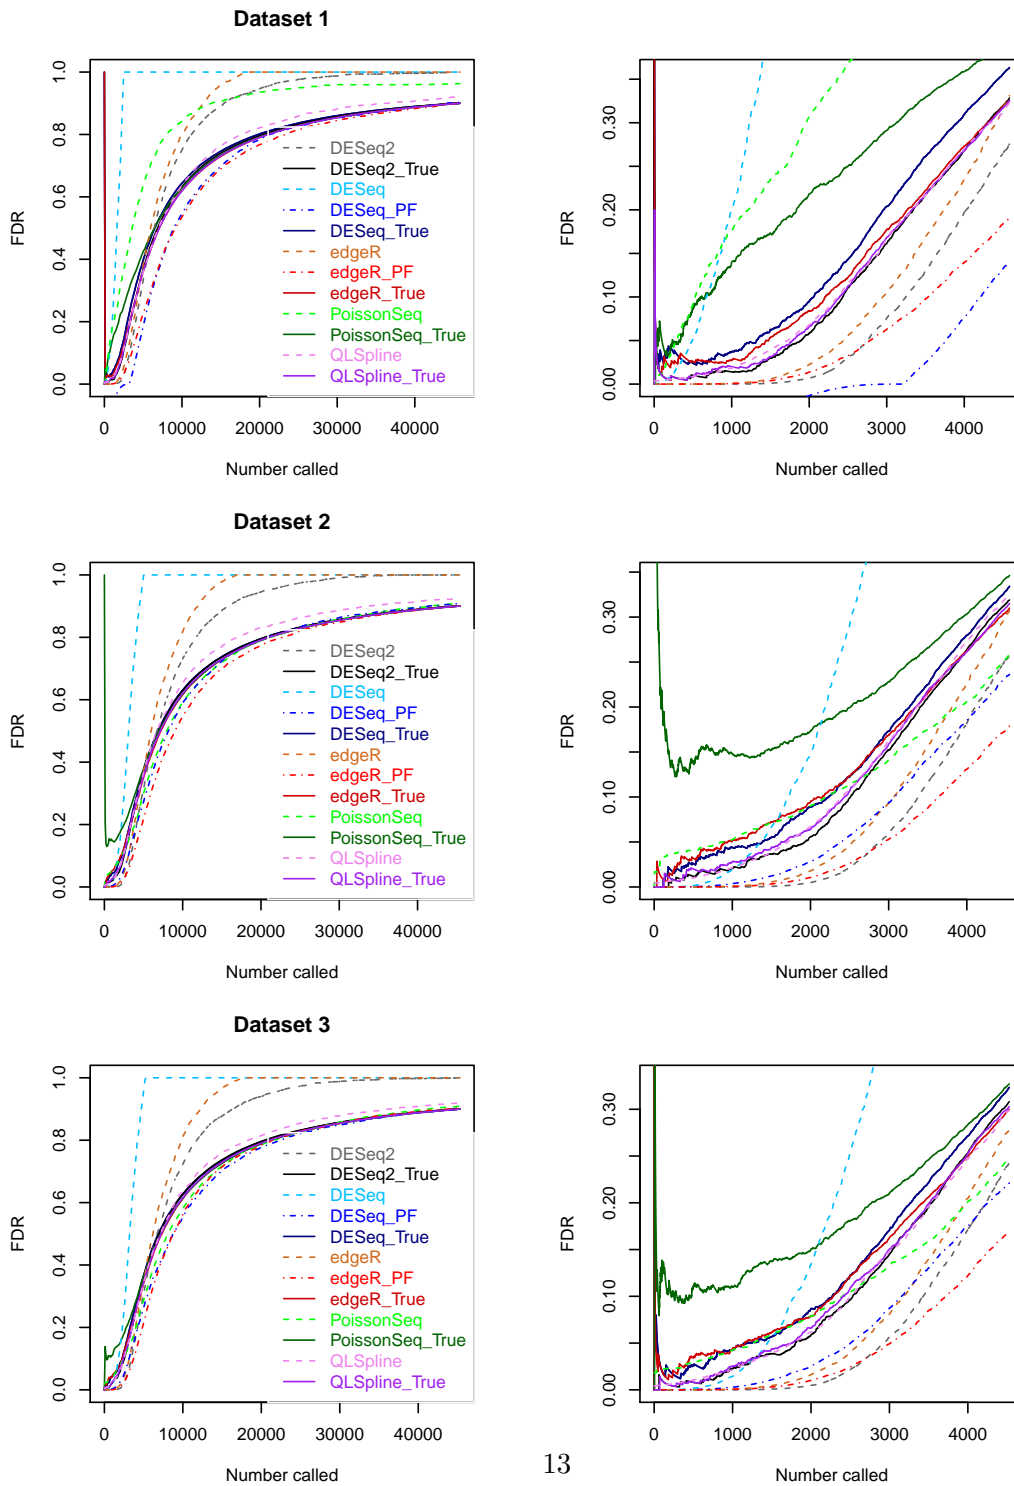 Dataset 1
FDR
0.0 0.2 0.4 0.6 0.8 1.0
DESeq2
DESeq2_True
DESeq
DESeq_PF
DESeq_True
edgeR
edgeR_PF
edgeR_True
PoissonSeq
PoissonSeq_True
QLSpline
QLSpline_True
0 10000 20000 30000 40000
Number called
FDR
0.00 0.10 0.20 0.30
0 1000 2000 3000 4000
Number called
Dataset 2
FDR
0.0 0.2 0.4 0.6 0.8 1.0
DESeq2
DESeq2_True
DESeq
DESeq_PF
DESeq_True
edgeR
edgeR_PF
edgeR_True
PoissonSeq
PoissonSeq_True
QLSpline
QLSpline_True
0 10000 20000 30000 40000
Number called
FDR
0.00 0.10 0.20 0.30
0 1000 2000 3000 4000
Number called
Dataset 3
FDR
0.0 0.2 0.4 0.6 0.8 1.0
DESeq2
DESeq2_True
DESeq
DESeq_PF
DESeq_True
edgeR
edgeR_PF
edgeR_True
PoissonSeq
PoissonSeq_True
QLSpline
QLSpline_True
0 10000 20000 30000 40000
Number called
FDR
0.00 0.10 0.20 0.30
0 1000 2000 3000 4000
Number called
13